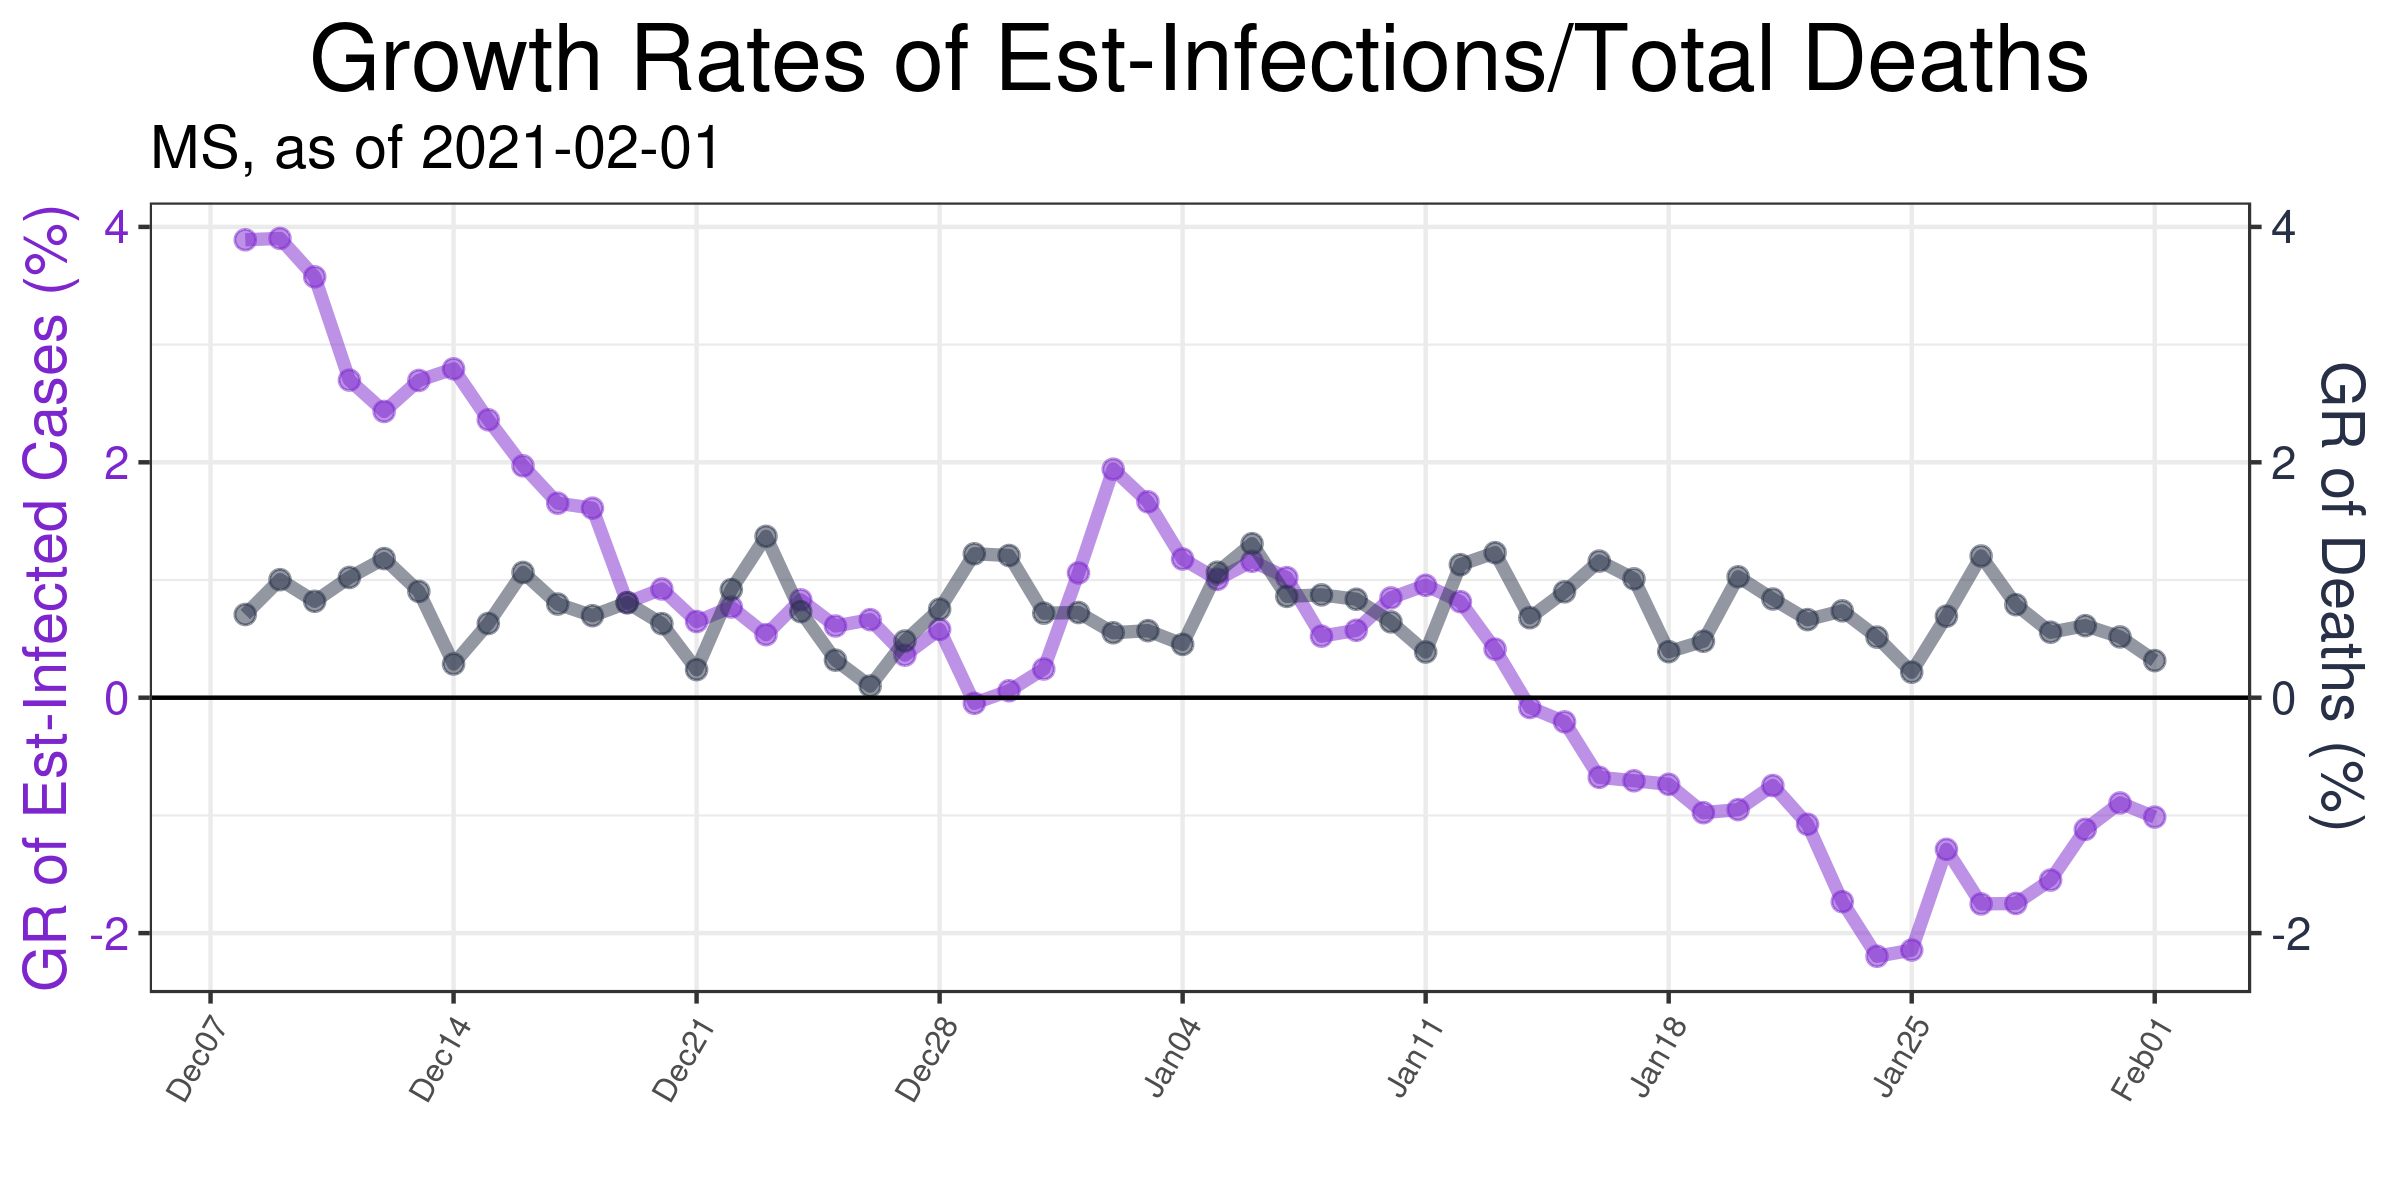 Growth Rates of Est-Infections/Total Deaths
MS, as of 2021-02-01
GR of Est-Infected Cases (%)
4
2
0
-2
4
2
0
-2
GR of Deaths (%)
Dec07
Dec14
Dec21
Dec28
Jan04
Jan11
Jan18
Jan25
Feb01